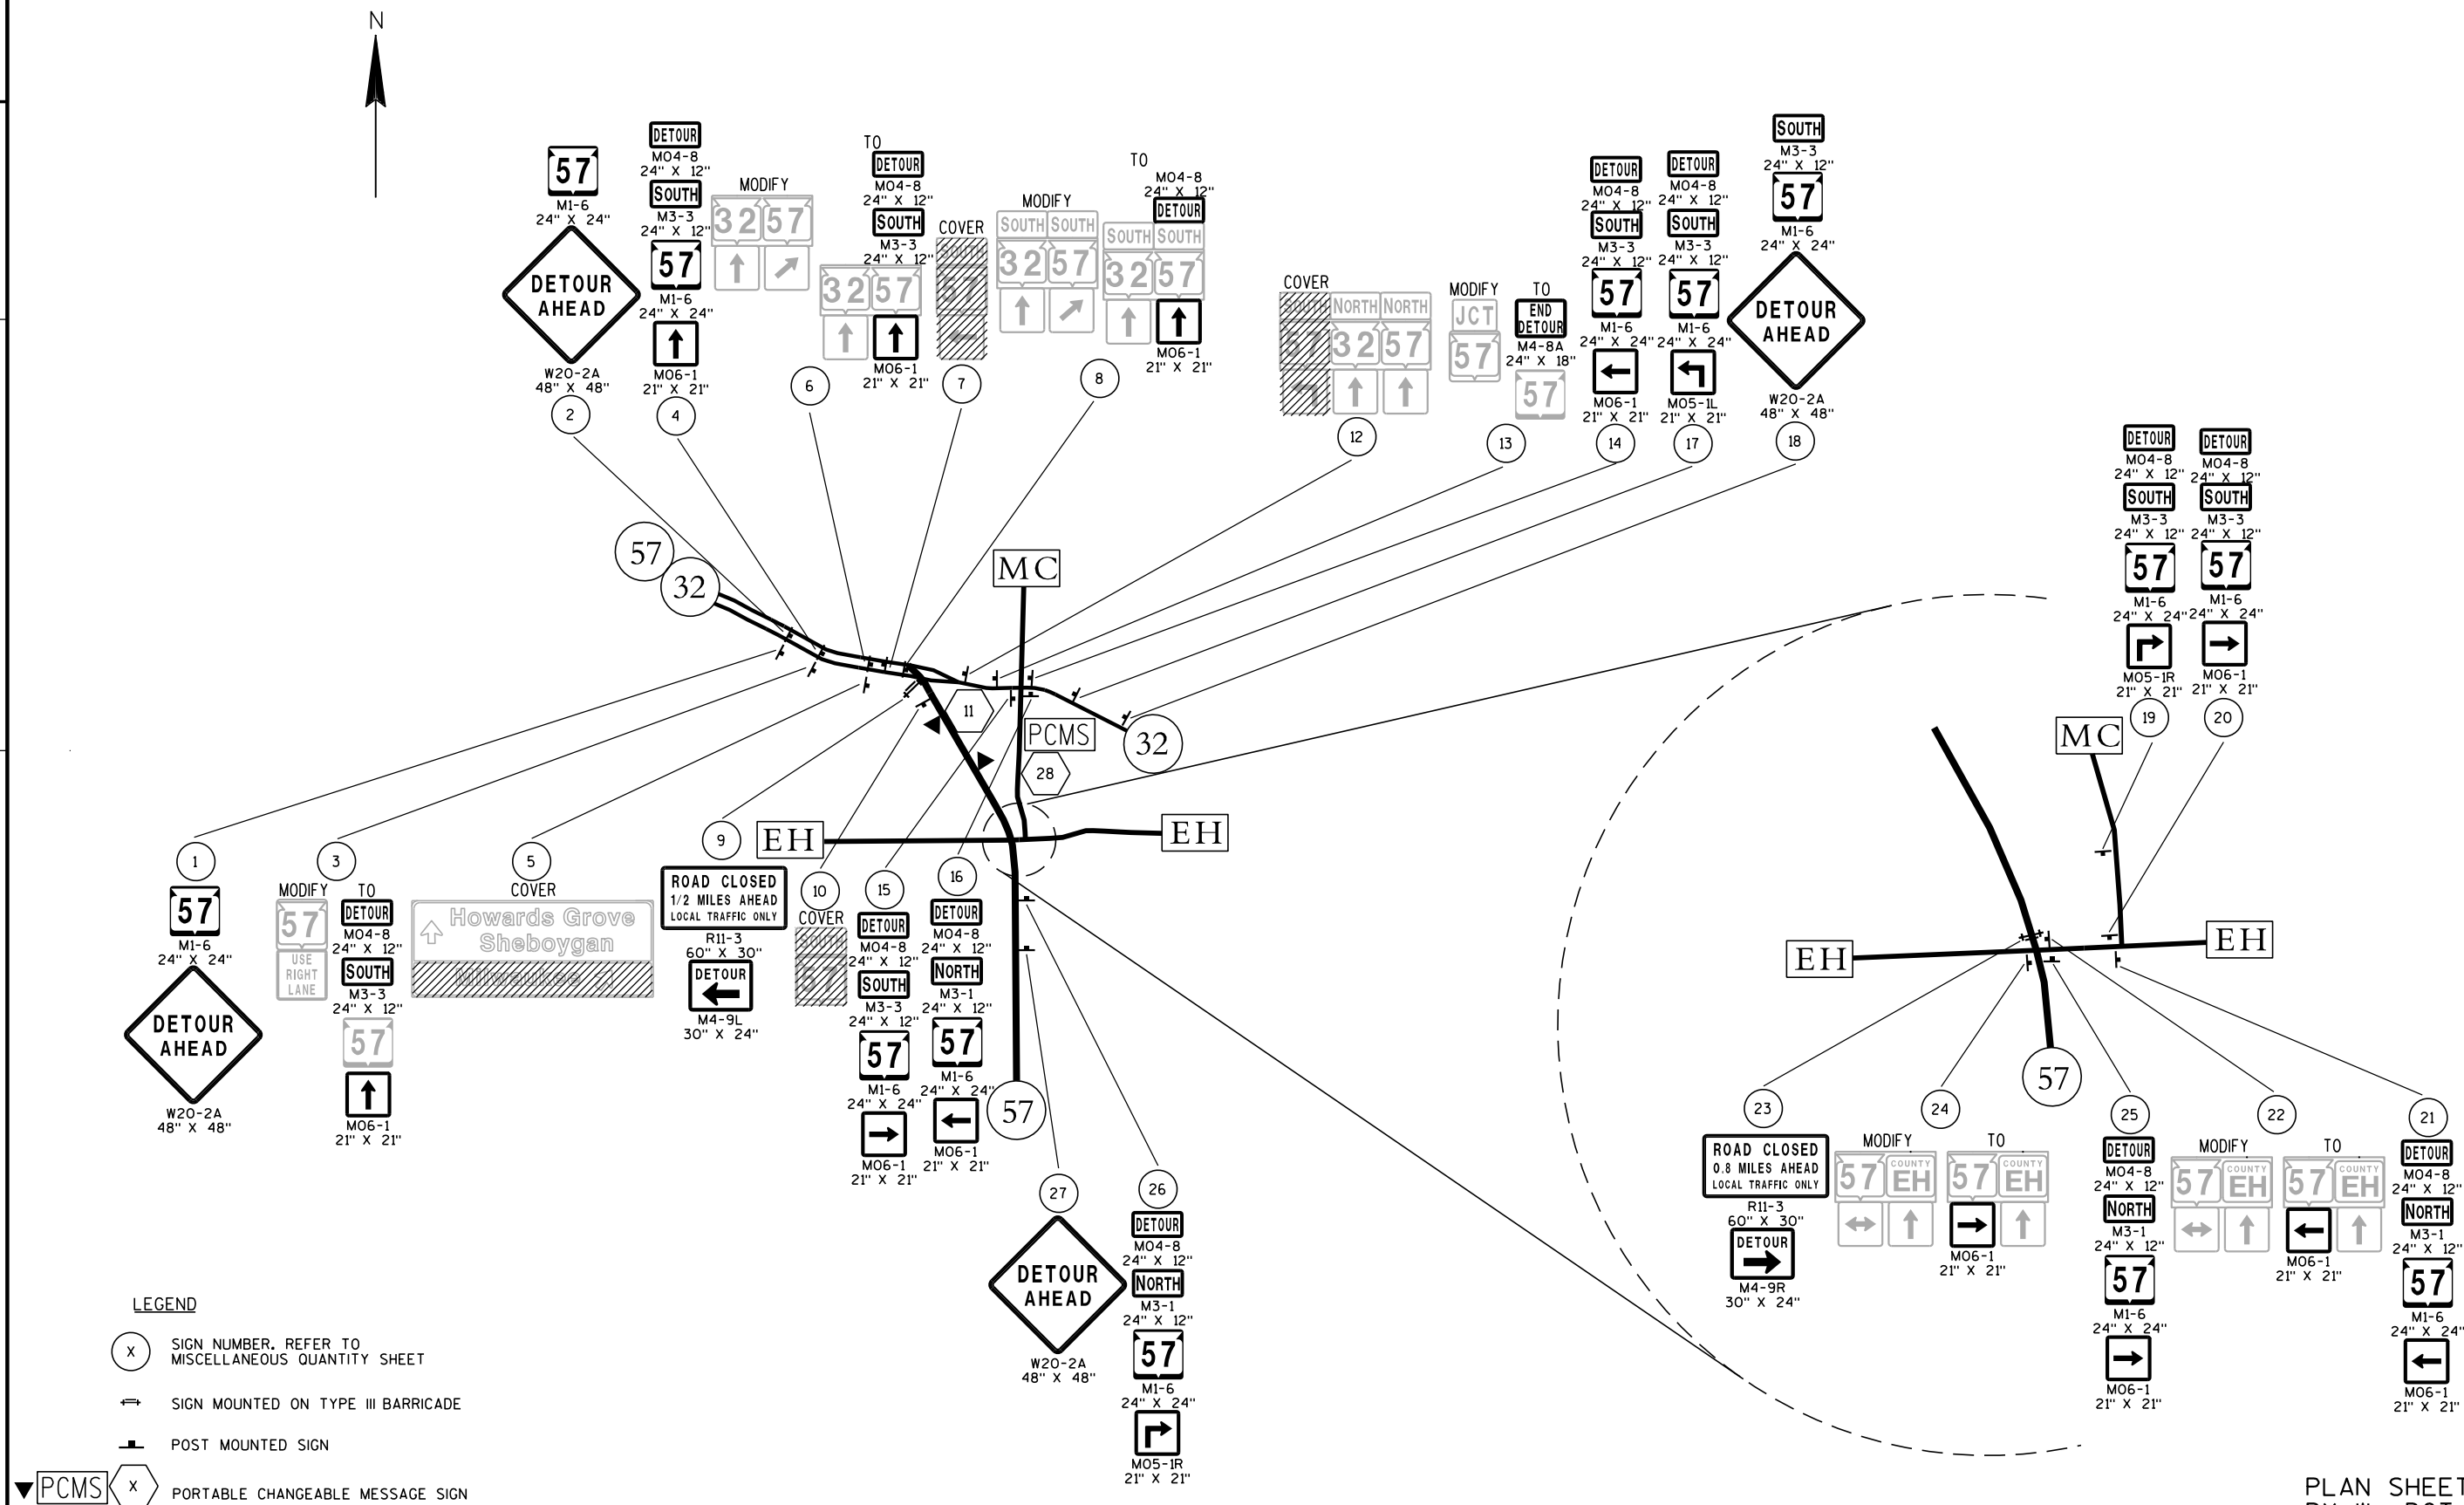 N
57
M1-6
24" X 24"
DETOUR
AHEAD
W20-2A
48" X 48"
2
DETOUR
M04-8
24" X 12"
SOUTH
M3-3
24" X 12"
57
M1-6
24" X 24"
M06-1
21" X 21"
4
MODIFY
32 57
6
TO
DETOUR
M04-8
24" X 12"
SOUTH
M3-3
24" X 12"
32 57
M06-1
21" X 21"
COVER
SOUTH
57
7
MODIFY
SOUTH SOUTH
32 57
8
TO
M04-8
24" X 12"
DETOUR
SOUTH SOUTH
32 57
M06-1
21" X 21"
COVER
SOUTH NORTH NORTH
57 32 57
12
MODIFY
JCT
57
13
TO
END
DETOUR
M4-8A
24" X 18"
57
DETOUR
M04-8
24" X 12"
SOUTH
M3-3
24" X 12"
57
M1-6
24" X 24"
M06-1
21" X 21"
14
DETOUR
M04-8
24" X 12"
SOUTH
M3-3
24" X 12"
57
M1-6
24" X 24"
M05-1L
21" X 21"
17
SOUTH
M3-3
24" X 12"
57
M1-6
24" X 24"
DETOUR
AHEAD
W20-2A
48" X 48"
18
DETOUR
M04-8
24" X 12"
SOUTH
M3-3
24" X 12"
57
M1-6
24" X 24"
M05-1R
21" X 21"
19
DETOUR
M04-8
24" X 12"
SOUTH
M3-3
24" X 12"
57
M1-6
24" X 24"
M06-1
21" X 21"
20
57
32
MC
11
PCMS
28
32
EH
EH
57
MC
EH
EH
57
1
57
M1-6
24" X 24"
DETOUR
AHEAD
W20-2A
48" X 48"
3
MODIFY
57
USE
RIGHT
LANE
TO
DETOUR
M04-8
24" X 12"
SOUTH
M3-3
24" X 12"
57
M06-1
21" X 21"
5
COVER
Howards Grove
Sheboygan
Milwaukee
9
ROAD CLOSED
1/2 MILES AHEAD
LOCAL TRAFFIC ONLY
R11-3
60" X 30"
DETOUR
M4-9L
30" X 24"
10
COVER
SOUTH
57
15
DETOUR
M04-8
24" X 12"
SOUTH
M3-3
24" X 12"
57
M1-6
24" X 24"
M06-1
21" X 21"
16
DETOUR
M04-8
24" X 12"
NORTH
M3-1
24" X 12"
57
M1-6
24" X 24"
M06-1
21" X 21"
27
DETOUR
AHEAD
W20-2A
48" X 48"
26
DETOUR
M04-8
24" X 12"
NORTH
M3-1
24" X 12"
57
M1-6
24" X 24"
M05-1R
21" X 21"
23
ROAD CLOSED
0.8 MILES AHEAD
LOCAL TRAFFIC ONLY
R11-3
60" X 30"
DETOUR
M4-9R
30" X 24"
24
MODIFY
57 COUNTY EH
TO
57 COUNTY EH
M06-1
21" X 21"
25
DETOUR
M04-8
24" X 12"
NORTH
M3-1
24" X 12"
57
M1-6
24" X 24"
M06-1
21" X 21"
22
MODIFY
57 COUNTY EH
TO
57 COUNTY EH
M06-1
21" X 21"
21
DETOUR
M04-8
24" X 12"
NORTH
M3-1
24" X 12"
57
M1-6
24" X 24"
M06-1
21" X 21"
LEGEND
X
SIGN NUMBER. REFER TO
MISCELLANEOUS QUANTITY SHEET
SIGN MOUNTED ON TYPE III BARRICADE
POST MOUNTED SIGN
PCMS X PORTABLE CHANGEABLE MESSAGE SIGN
PLAN SHEET